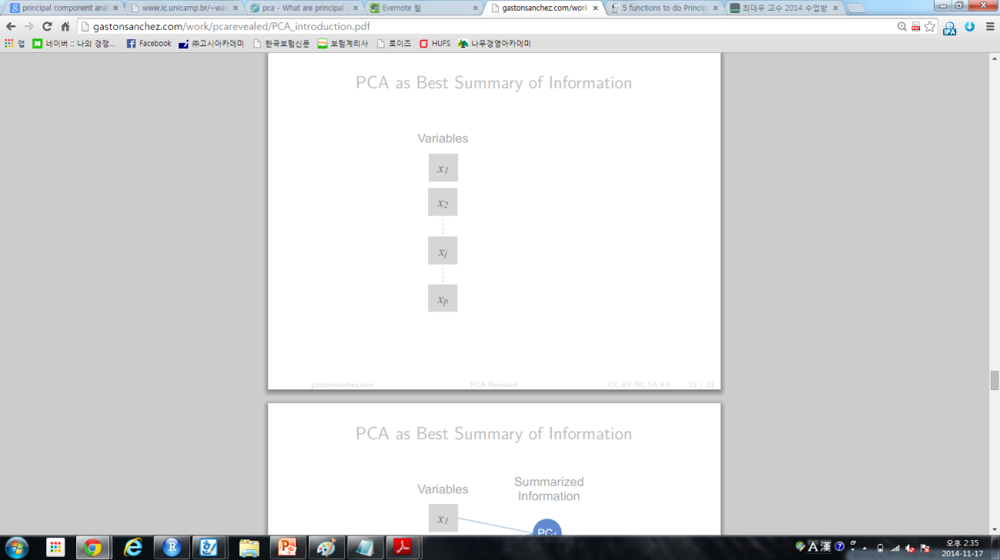 principal component anal
www.ic.unicamp.br/~wai
pca - What are principal
Evernote 웹
gastonsanchez.com/work
5 functions to do Princip
최대우 교수 2014 수업방
gastonsanchez.com/work/pcarevealed/PCA_introduction.pdf
앱
네이버 :: 나의 경쟁...
Facebook
㈜고시아카데미
한국보험신문
보험계리사
로이즈
HUFS
나무경영아카데미
PCA as Best Summary of Information
Variables
x1
x2
xj
xp
gastonsanchez.com PCA Revealed CC BY-NC-SA 4.0 23 / 33
PCA as Best Summary of Information
Summarized
Variables Information
x1
PC1
A 漢
오후 2:35
2014-11-17